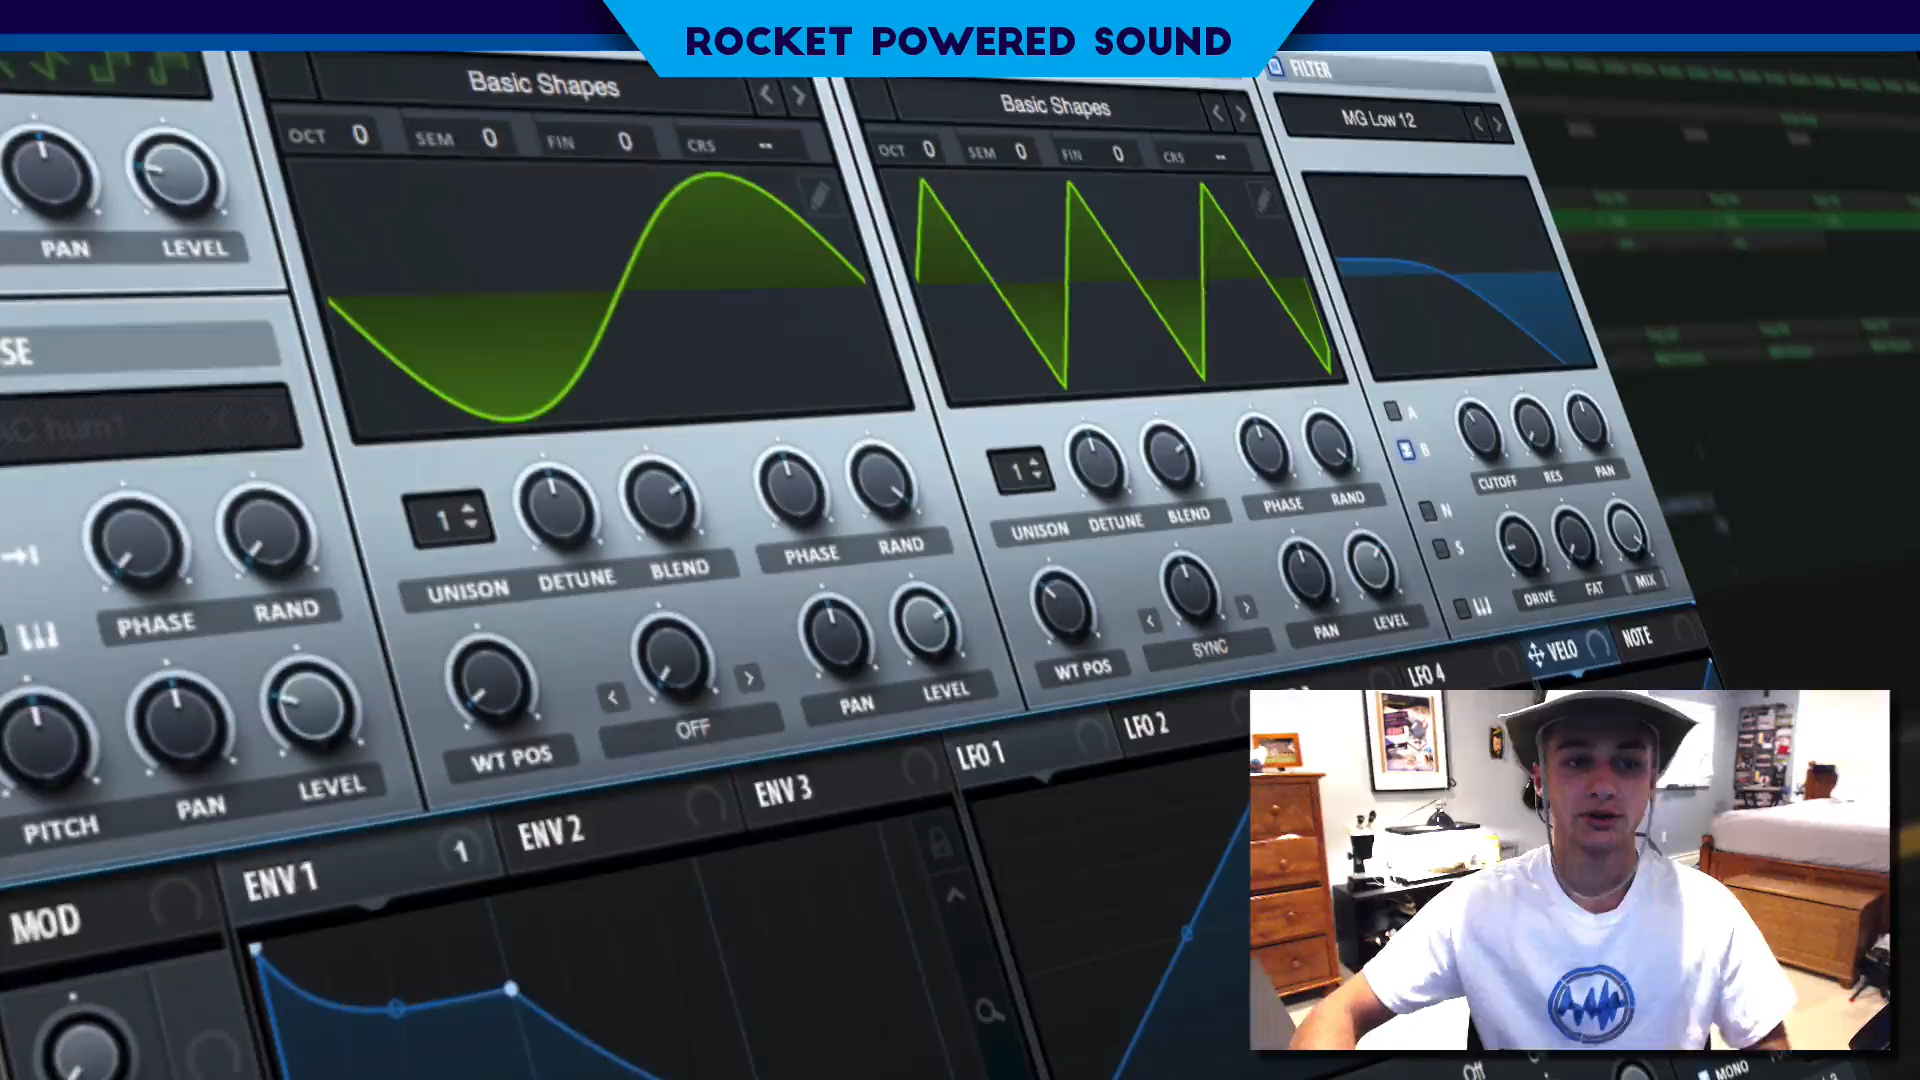 ROCKET POWERED SOUND
Basic Shapes
Basic Shapes
FILTER
MG Low 12
OCT 0 SEM 0 FIN 0 CRS --
OCT 0 SEM 0 FIN 0 CRS --
PAN LEVEL
SE
A
B
N
S
CUTOFF RES PAN
DRIVE FAT MIX
1
UNISON DETUNE BLEND PHASE RAND
1
UNISON DETUNE BLEND PHASE RAND
PHASE RAND
WT POS OFF PAN LEVEL
WT POS SYNC PAN LEVEL
PITCH PAN LEVEL
MOD
ENV 1 1
ENV 2
ENV 3
LFO 1
LFO 2
LFO 4
VELO
NOTE
Off
MONO